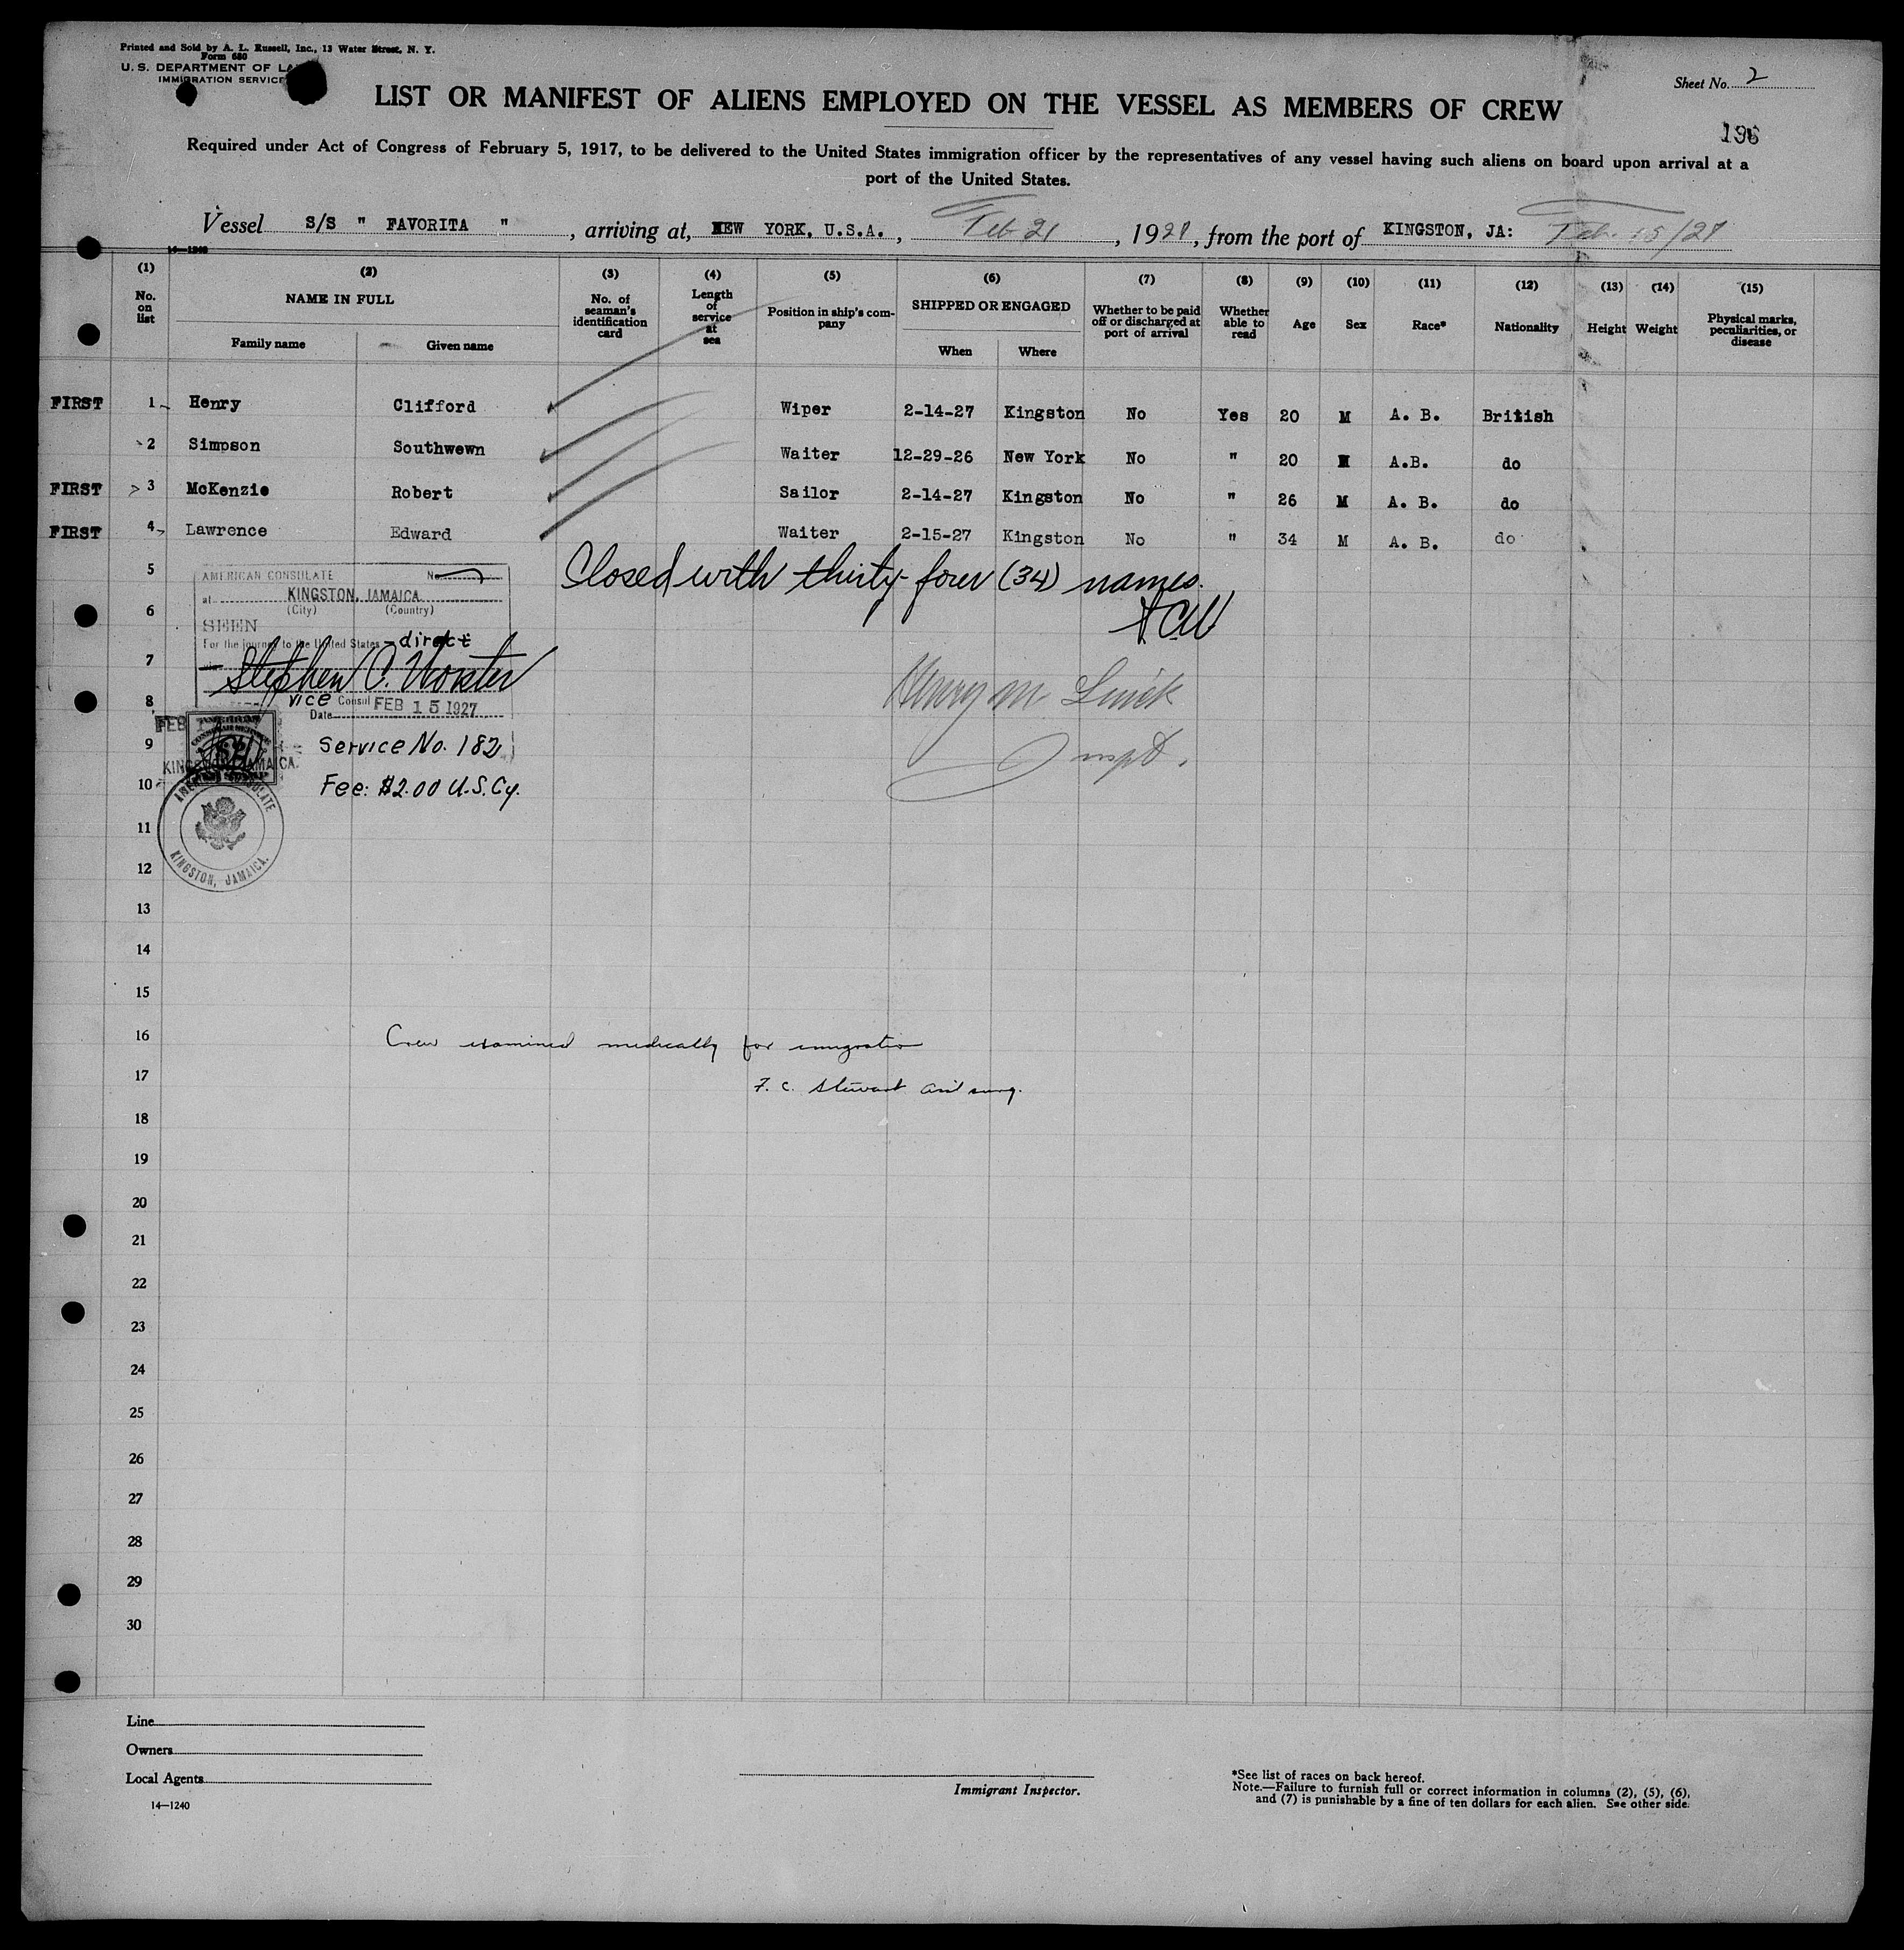 Printed and Sold by A. L. Russell, Inc., 13 Water Street, N. Y.
Form 680
U. S. DEPARTMENT OF LA
IMMIGRATION SERVICE
Sheet No. 2
LIST OR MANIFEST OF ALIENS EMPLOYED ON THE VESSEL AS MEMBERS OF CREW
196
Required under Act of Congress of February 5, 1917, to be delivered to the United States immigration officer by the representatives of any vessel having such aliens on board upon arrival at a
port of the United States.
Vessel S/S " FAVORITA " , arriving at, NEW YORK, U.S.A. , Feb 21 , 1927, from the port of KINGSTON, JA: Feb. 15/27
14—1240
(1) (2) (3) (4) (5) (6) (7) (8) (9) (10) (11) (12) (13) (14) (15)
No. on list
NAME IN FULL
Family name Given name
No. of seaman's identification card
Length of service at sea
Position in ship's company
SHIPPED OR ENGAGED
When Where
Whether to be paid off or discharged at port of arrival
Whether able to read
Age
Sex
Race*
Nationality
Height
Weight
Physical marks, peculiarities, or disease
FIRST 1 Henry Clifford Wiper 2-14-27 Kingston No Yes 20 M A. B. British
2 Simpson Southwewn Waiter 12-29-26 New York No " 20 M A.B. do
FIRST 3 McKenzie Robert Sailor 2-14-27 Kingston No " 26 M A. B. do
FIRST 4 Lawrence Edward Waiter 2-15-27 Kingston No " 34 M A. B. do
5
Closed with thirty-four (34) names.
AMERICAN CONSULATE No.
at KINGSTON, JAMAICA
(City) (Country)
6
SEEN
For the journey to the United States direct
7
via
Stephen C. Worster
8
vice Consul
Date FEB 15 1927
Inspt.
FEB
9
Service No. 182
KINGSTON, JAMAICA.
10
Fee: $2.00 U.S.Cy.
AMERICAN CONSULATE
KINGSTON, JAMAICA.
11
12
13
14
15
16
Crew examined medically for immigration
17
F. C. Stewart ass't surg.
18
19
20
21
22
23
24
25
26
27
28
29
30
Line
Owners
Local Agents
14—1240
Immigrant Inspector.
*See list of races on back hereof.
Note.—Failure to furnish full or correct information in columns (2), (5), (6),
and (7) is punishable by a fine of ten dollars for each alien. See other side.